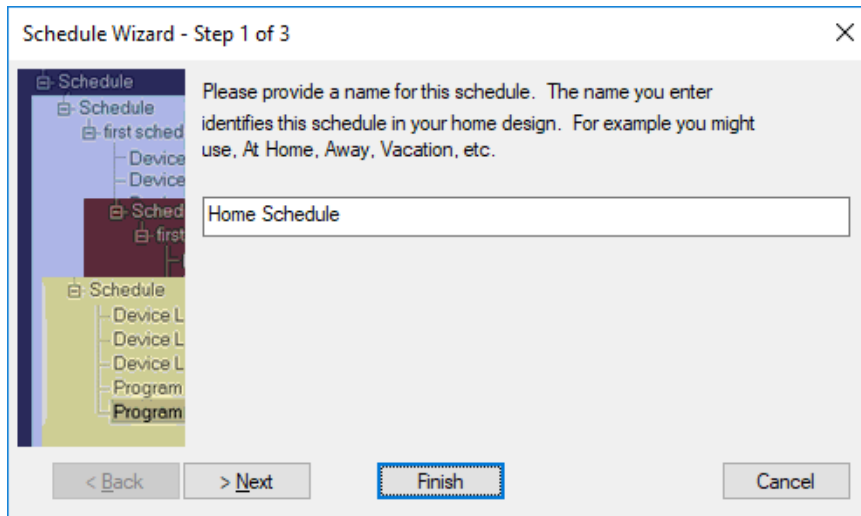 Schedule Wizard - Step 1 of 3
Schedule
Schedule
first sched
Device
Device
Sched
first
Schedule
Device L
Device L
Device L
Program
Program
Please provide a name for this schedule. The name you enter
identifies this schedule in your home design. For example you might
use, At Home, Away, Vacation, etc.
Home Schedule
< Back
> Next
Finish
Cancel